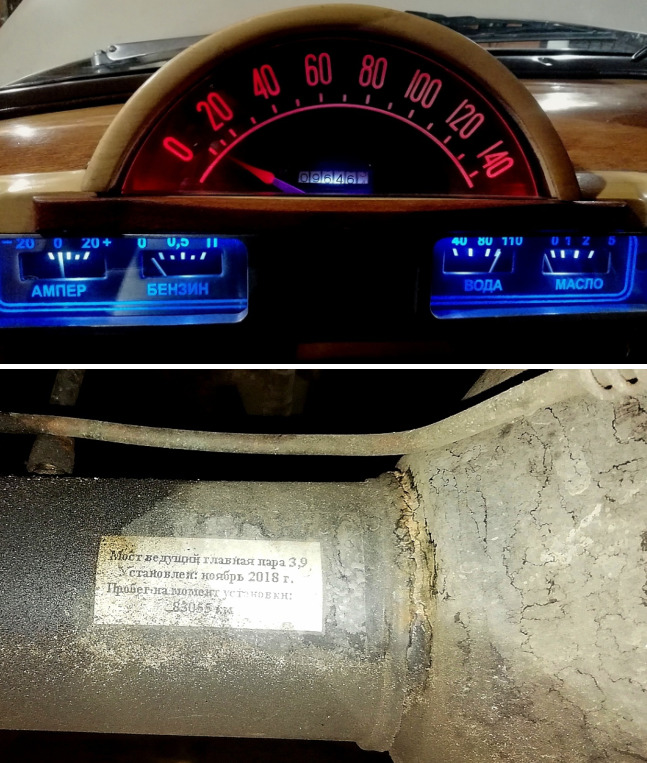 0 20 40 60 80 100 120 140
– 20 0 20 + 0 0,5 П 40 80 110 0 1 2 5
АМПЕР БЕНЗИН ВОДА МАСЛО
Мост ведущий главная пара 3,9
Установлен: ноябрь 2018 г.
Пробег на момент установки:
83055 км